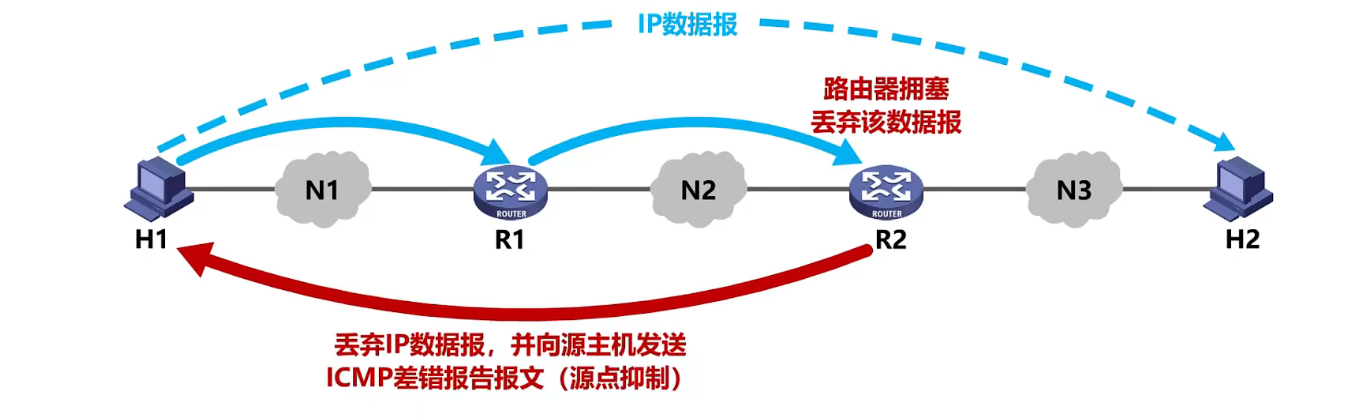 IP数据报
路由器拥塞
丢弃该数据报
N1
N2
N3
ROUTER
ROUTER
H1
R1
R2
H2
丢弃IP数据报，并向源主机发送
ICMP差错报告报文（源点抑制）